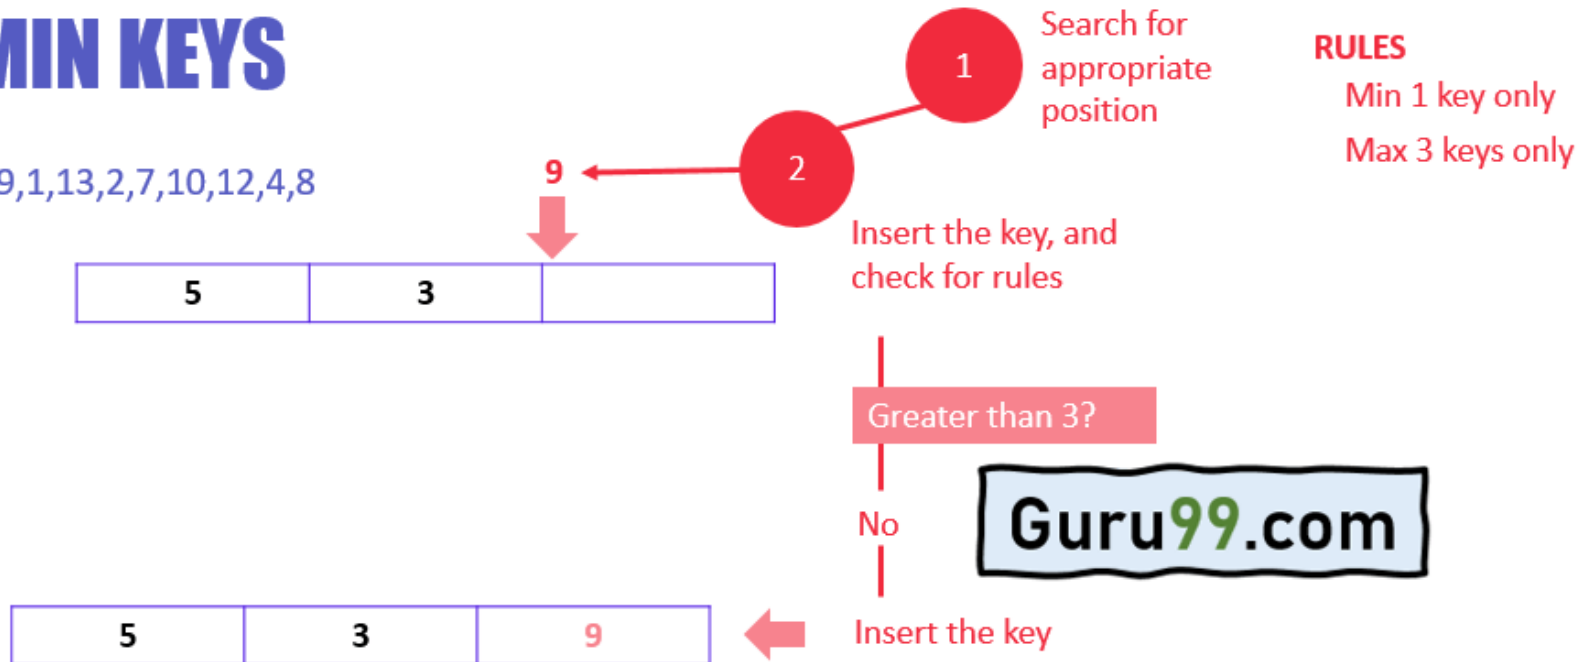 MIN KEYS
9,1,13,2,7,10,12,4,8
1
Search for
appropriate
position
RULES
Min 1 key only
Max 3 keys only
9
2
Insert the key, and
check for rules
5 3
Greater than 3?
No
Guru99.com
5 3 9
Insert the key